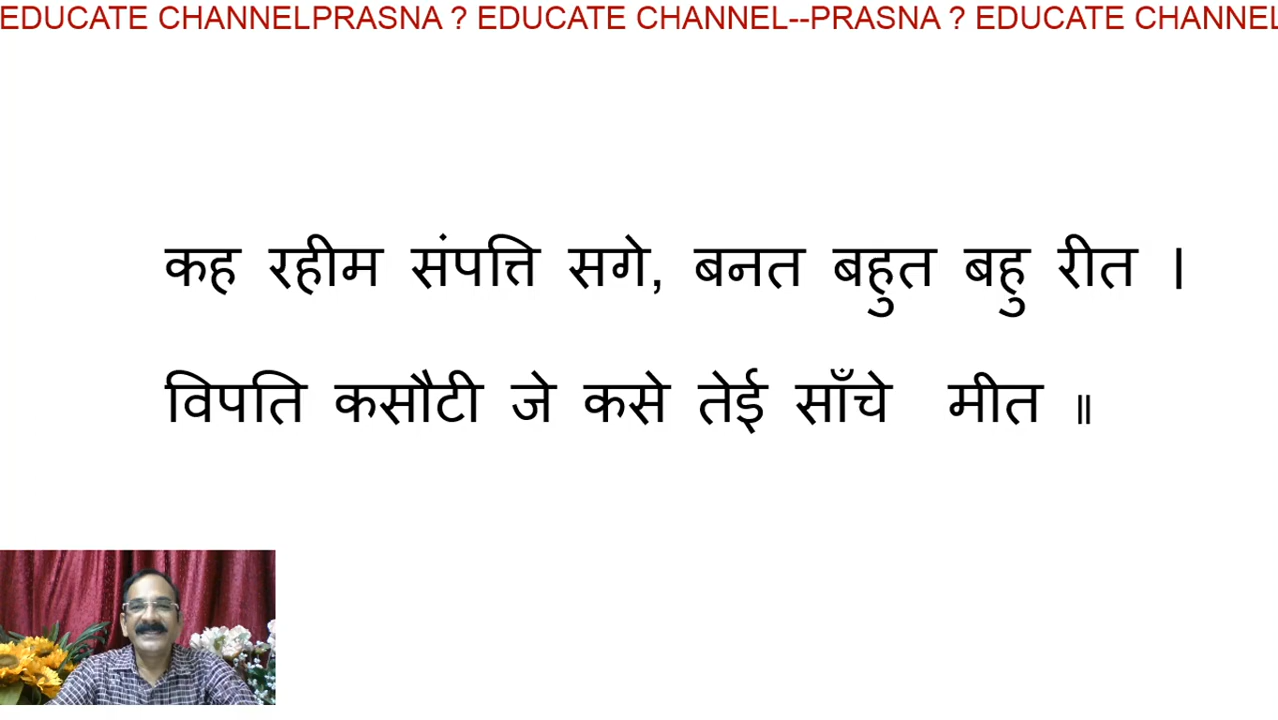 EDUCATE CHANNELPRASNA ? EDUCATE CHANNEL--PRASNA ? EDUCATE CHANNEL
कह रहीम संपत्ति सगे, बनत बहुत बहु रीत ।
विपति कसौटी जे कसे तेई साँचे मीत ॥